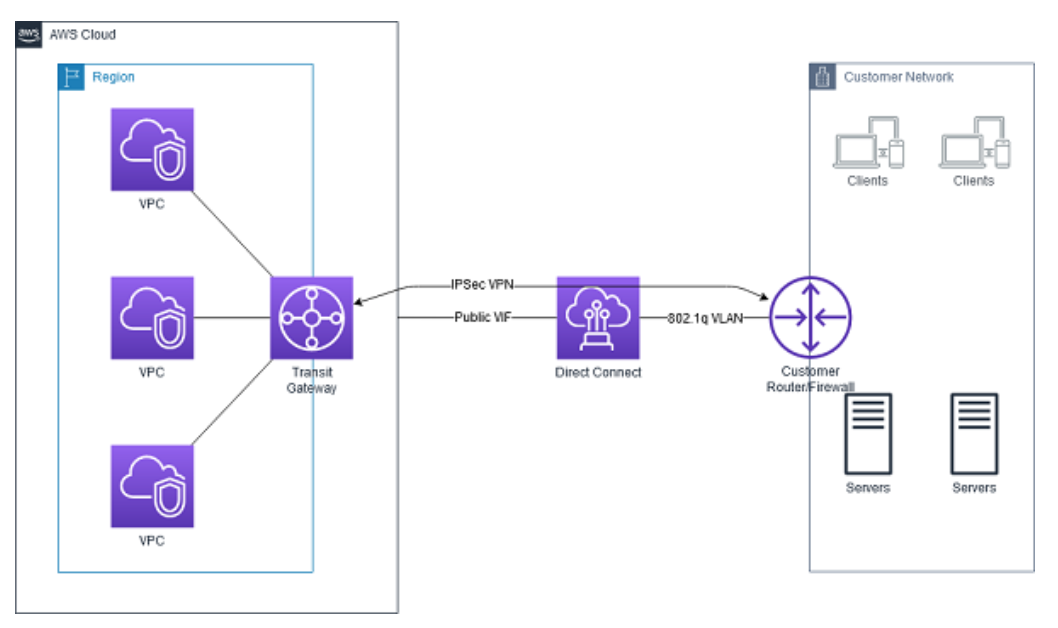 aws
AWS Cloud
Region
Customer Network
VPC
Clients
Clients
IPSec VPN
Public VIF
802.1q VLAN
VPC
Transit
Gateway
Direct Connect
Customer
Router/Firewall
VPC
Servers
Servers